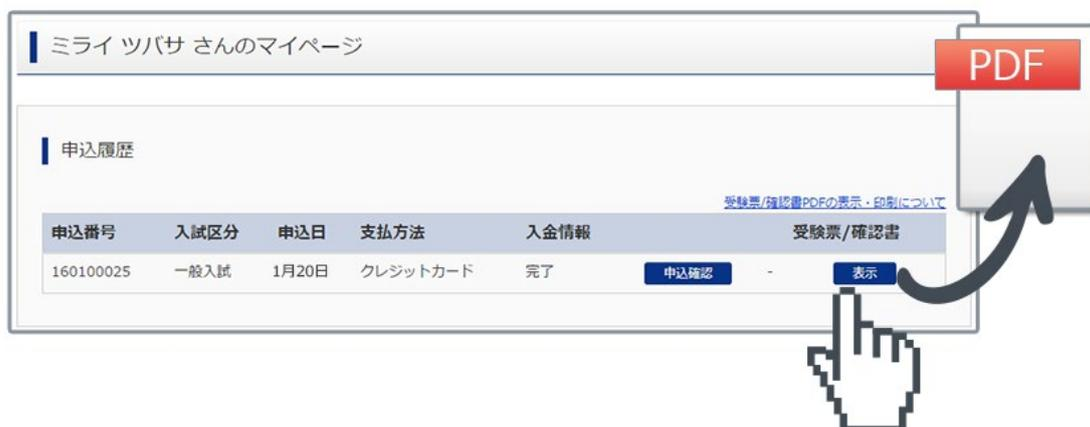 ミライ ツバサ さんのマイページ
PDF
申込履歴
受験票/確認書PDFの表示・印刷について
申込番号 入試区分 申込日 支払方法 入金情報 受験票/確認書
160100025 一般入試 1月20日 クレジットカード 完了 申込確認 - 表示